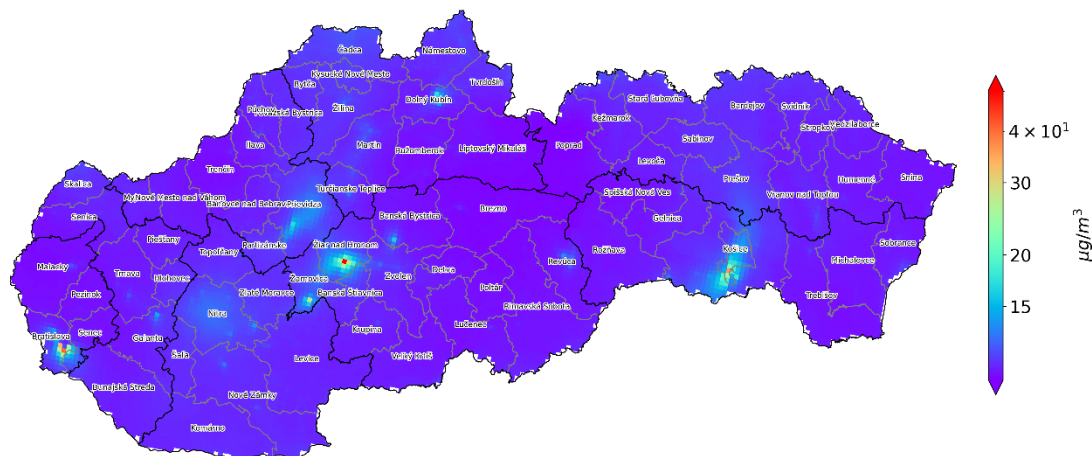 Čadca
Námestovo
Kysucké Nové Mesto
Bytča
Tvrdošín
Dolný Kubín
Púchov
Považská Bystrica
Žilina
Stará Ľubovňa
Bardejov
Svidník
Kežmarok
Stropkov
Medzilaborce
Sabinov
Ilava
Martin
Ružomberok
Liptovský Mikuláš
Poprad
Levoča
Trenčín
Prešov
Humenné
Snina
Skalica
Turčianske Teplice
Vranov nad Topľou
Myjava
Nové Mesto nad Váhom
Bánovce nad Bebravou
Prievidza
Spišská Nová Ves
Senica
Banská Bystrica
Brezno
Gelnica
Piešťany
Partizánske
Topoľčany
Žiar nad Hronom
Rožňava
Košice
Sobrance
Malacky
Trnava
Hlohovec
Žarnovica
Zvolen
Detva
Revúca
Michalovce
Pezinok
Zlaté Moravce
Banská Štiavnica
Poltár
Trebišov
Nitra
Rimavská Sobota
Bratislava
Senec
Galanta
Krupina
Lučenec
Šaľa
Levice
Veľký Krtíš
Dunajská Streda
Nové Zámky
Komárno
4 × 10¹
30
20
15
µg/m³